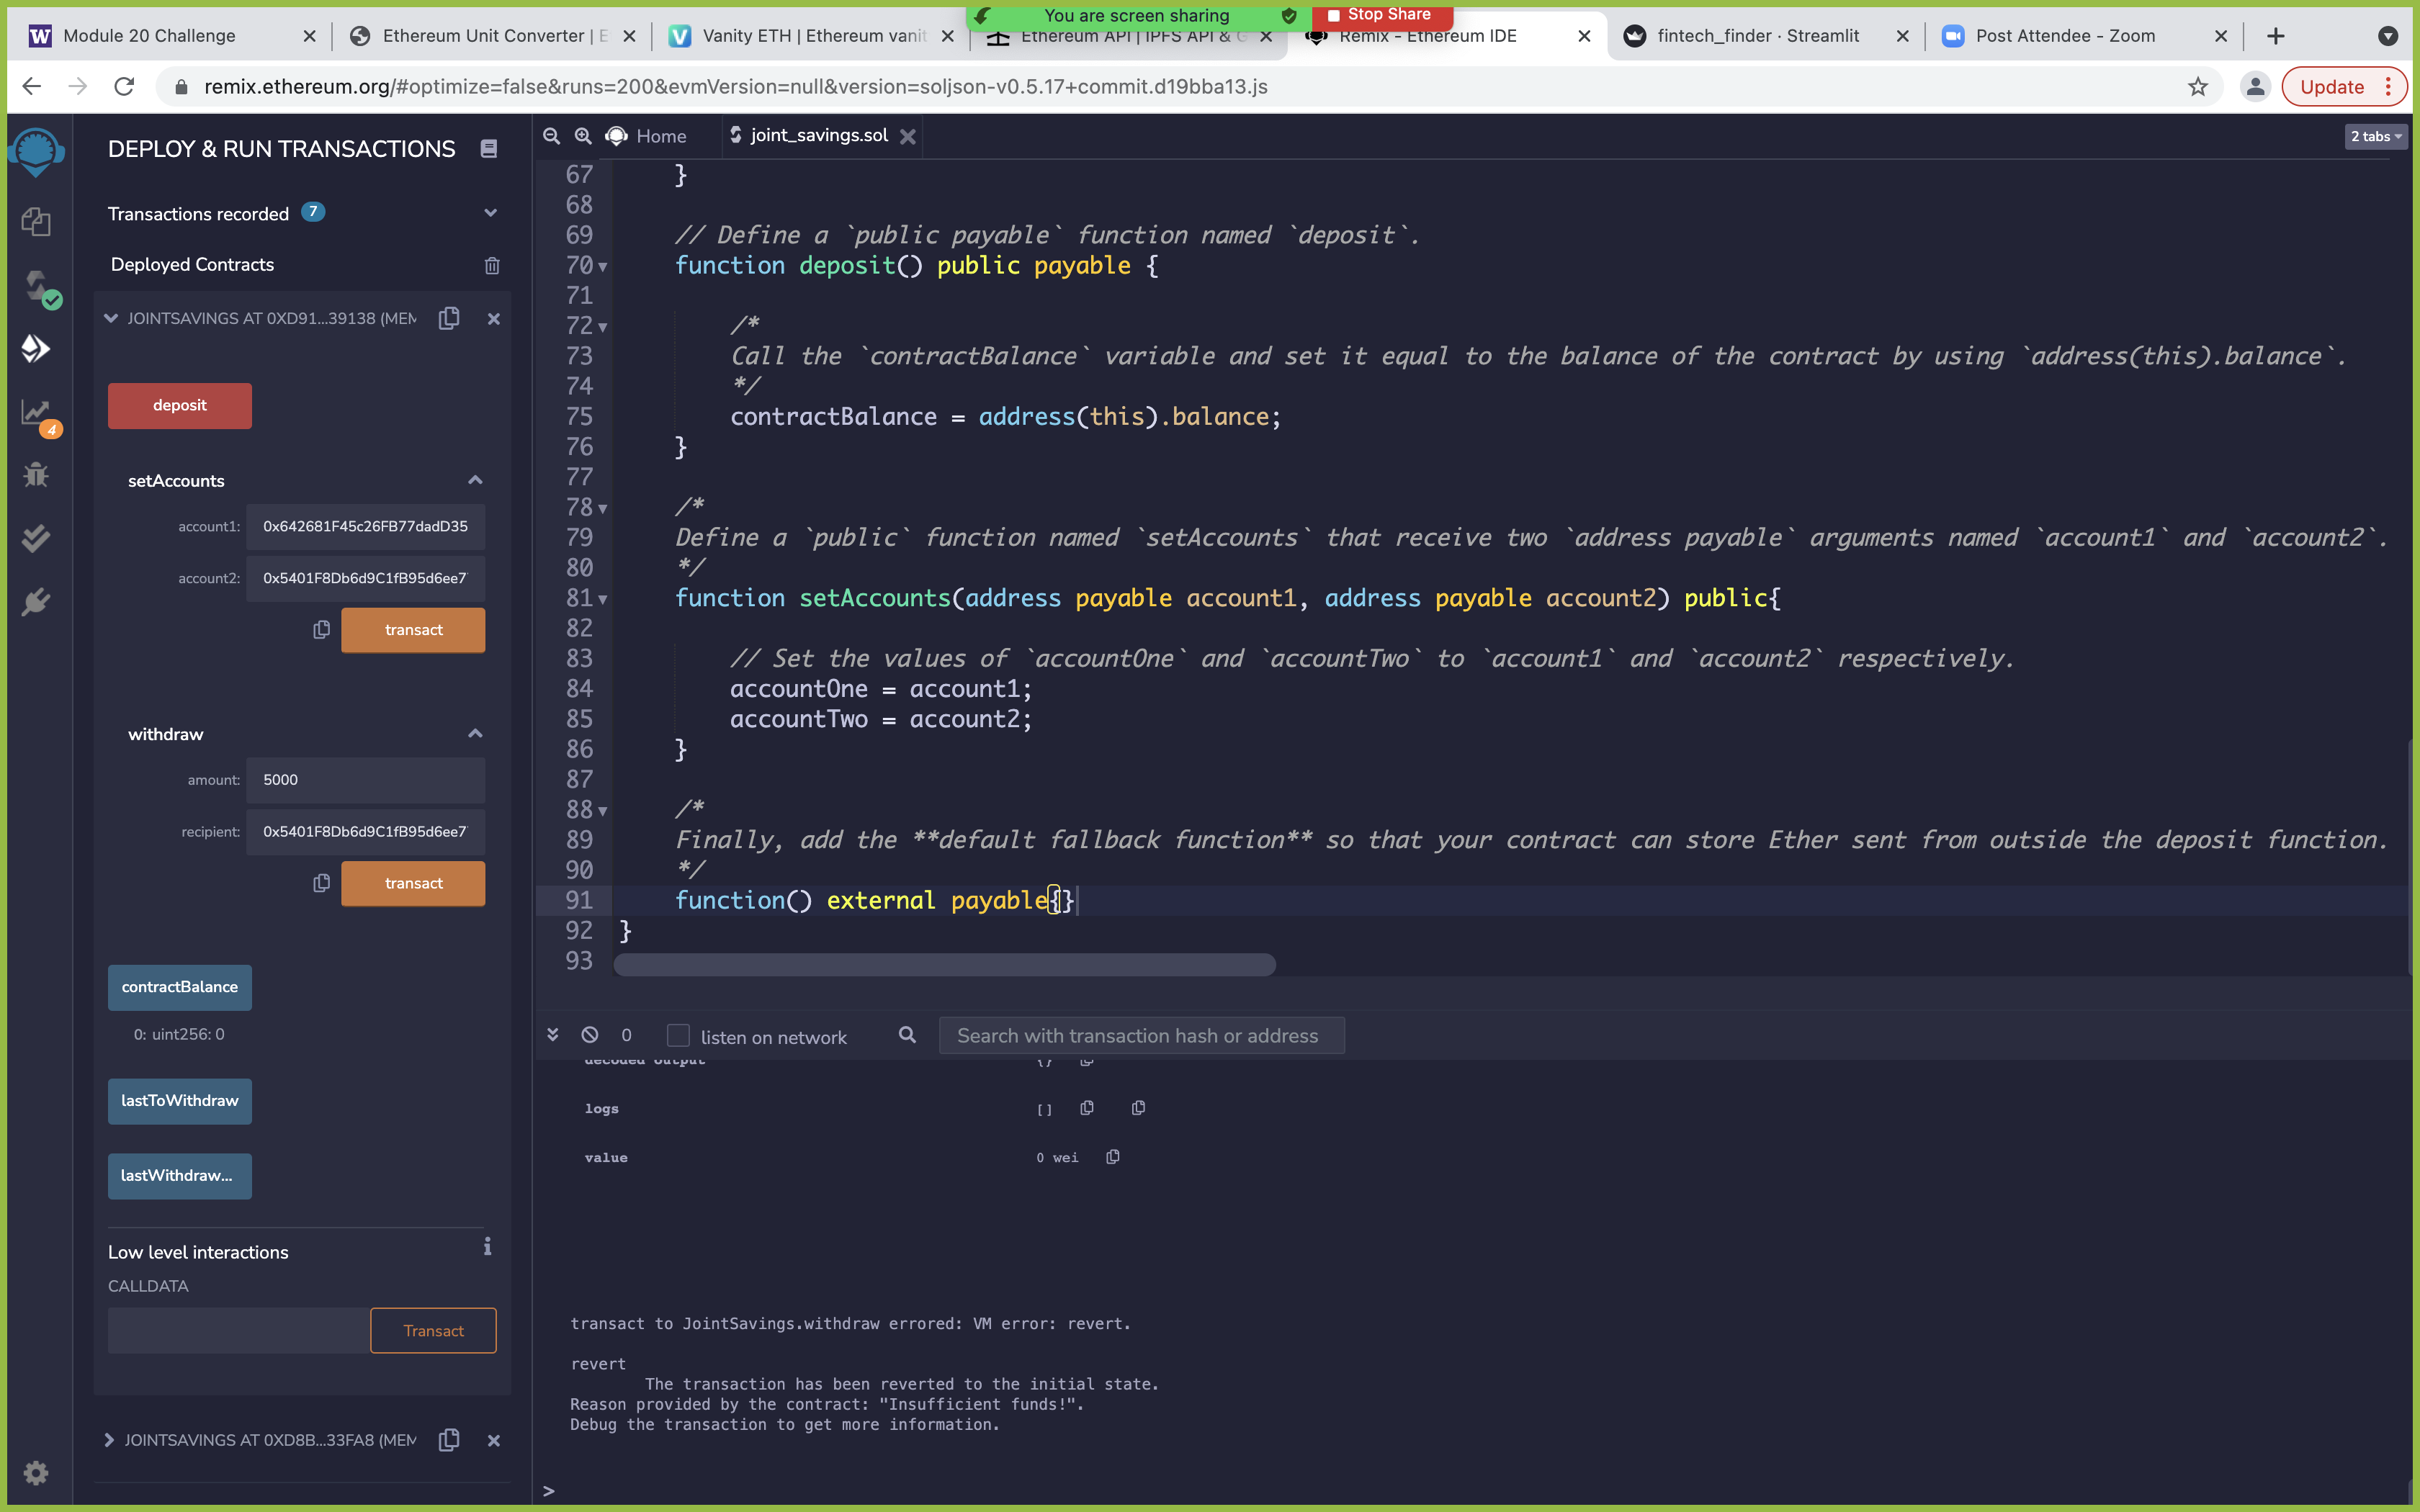 You are screen sharing
Stop Share
Module 20 Challenge
Ethereum Unit Converter | E
Vanity ETH | Ethereum vanit
Ethereum API | IPFS API & G
Remix - Ethereum IDE
fintech_finder · Streamlit
Post Attendee - Zoom
remix.ethereum.org/#optimize=false&runs=200&evmVersion=null&version=soljson-v0.5.17+commit.d19bba13.js
Update
DEPLOY & RUN TRANSACTIONS
Transactions recorded 7
Deployed Contracts
JOINTSAVINGS AT 0XD91...39138 (MEM
deposit
setAccounts
account1: 0x642681F45c26FB77dadD35
account2: 0x5401F8Db6d9C1fB95d6ee7
transact
withdraw
amount: 5000
recipient: 0x5401F8Db6d9C1fB95d6ee7
transact
contractBalance
0: uint256: 0
lastToWithdraw
lastWithdraw...
Low level interactions
i
CALLDATA
Transact
JOINTSAVINGS AT 0XD8B...33FA8 (MEM
4
Home
joint_savings.sol
2 tabs
67 }
68
69 // Define a `public payable` function named `deposit`.
70 function deposit() public payable {
71
72 /*
73 Call the `contractBalance` variable and set it equal to the balance of the contract by using `address(this).balance`.
74 */
75 contractBalance = address(this).balance;
76 }
77
78 /*
79 Define a `public` function named `setAccounts` that receive two `address payable` arguments named `account1` and `account2`.
80 */
81 function setAccounts(address payable account1, address payable account2) public{
82
83 // Set the values of `accountOne` and `accountTwo` to `account1` and `account2` respectively.
84 accountOne = account1;
85 accountTwo = account2;
86 }
87
88 /*
89 Finally, add the **default fallback function** so that your contract can store Ether sent from outside the deposit function.
90 */
91 function() external payable{}
92 }
93
0
listen on network
Search with transaction hash or address
decoded output {}
logs []
value 0 wei
transact to JointSavings.withdraw errored: VM error: revert.
revert
The transaction has been reverted to the initial state.
Reason provided by the contract: "Insufficient funds!".
Debug the transaction to get more information.
>